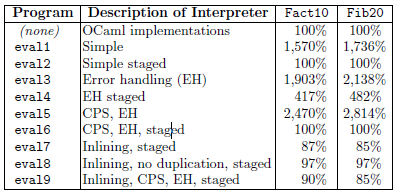 Program Description of Interpreter Fact10 Fib20
(none) OCaml implementations 100% 100%
eval1 Simple 1,570% 1,736%
eval2 Simple staged 100% 100%
eval3 Error handling (EH) 1,903% 2,138%
eval4 EH staged 417% 482%
eval5 CPS, EH 2,470% 2,814%
eval6 CPS, EH, staged 100% 100%
eval7 Inlining, staged 87% 85%
eval8 Inlining, no duplication, staged 97% 97%
eval9 Inlining, CPS, EH, staged 90% 85%